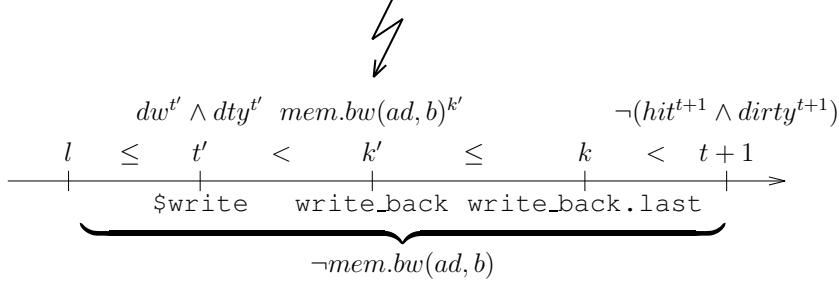 dw^{t'} ∧ dty^{t'} mem.bw(ad, b)^{k'} ¬(hit^{t+1} ∧ dirty^{t+1})
l ≤ t' < k' ≤ k < t + 1
$write write_back write_back.last
¬mem.bw(ad, b)